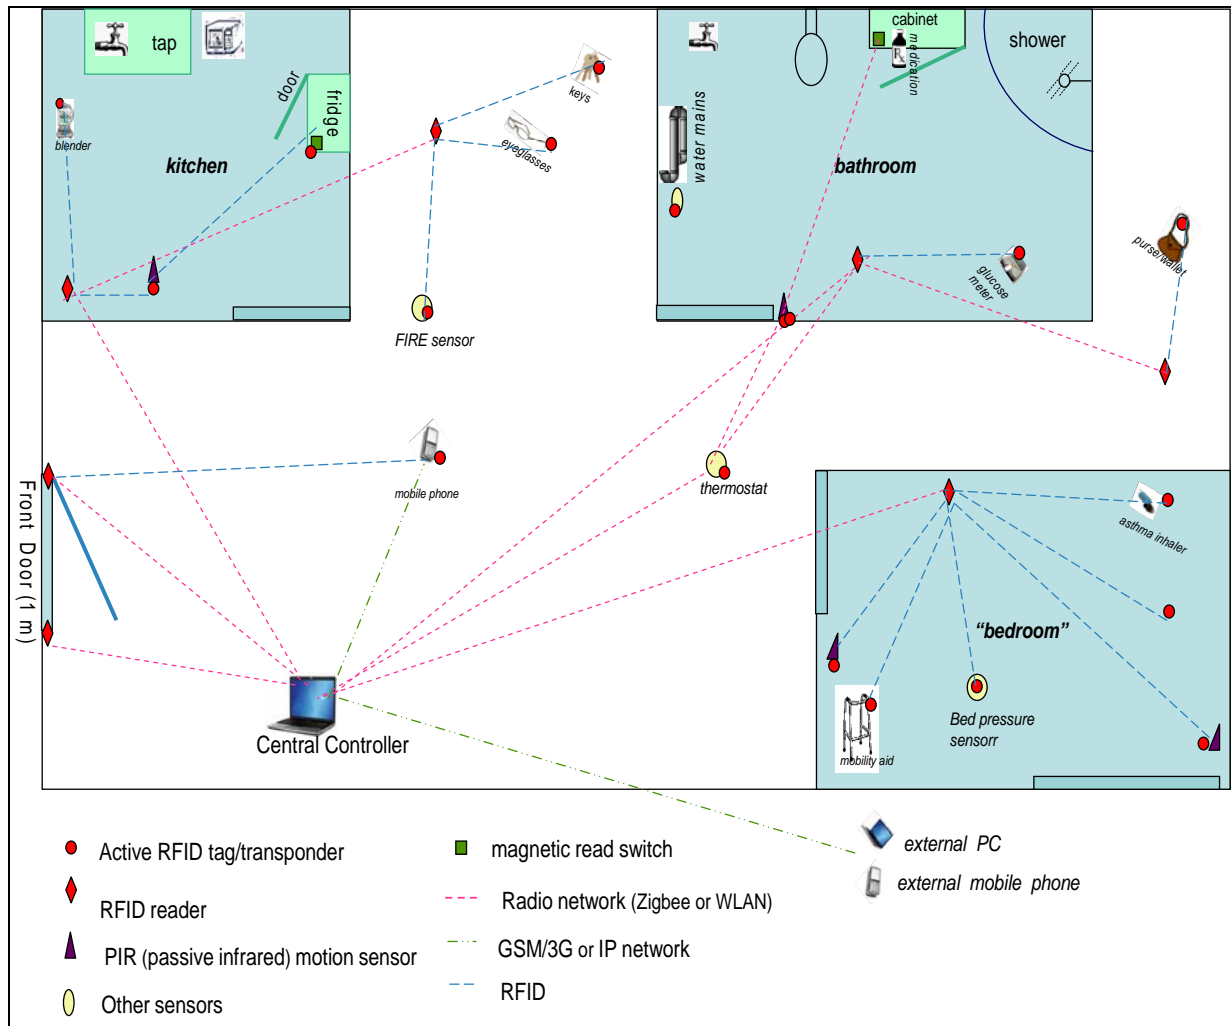 tap
door
fridge
blender
kitchen
keys
eyeglasses
FIRE sensor
cabinet
Rx
medication
shower
water mains
bathroom
glucose
meter
purse/wallet
mobile phone
thermostat
Front Door (1 m)
Central Controller
asthma inhaler
“bedroom”
Bed pressure
sensorr
mobility aid
Active RFID tag/transponder
RFID reader
PIR (passive infrared) motion sensor
Other sensors
magnetic read switch
Radio network (Zigbee or WLAN)
GSM/3G or IP network
RFID
external PC
external mobile phone